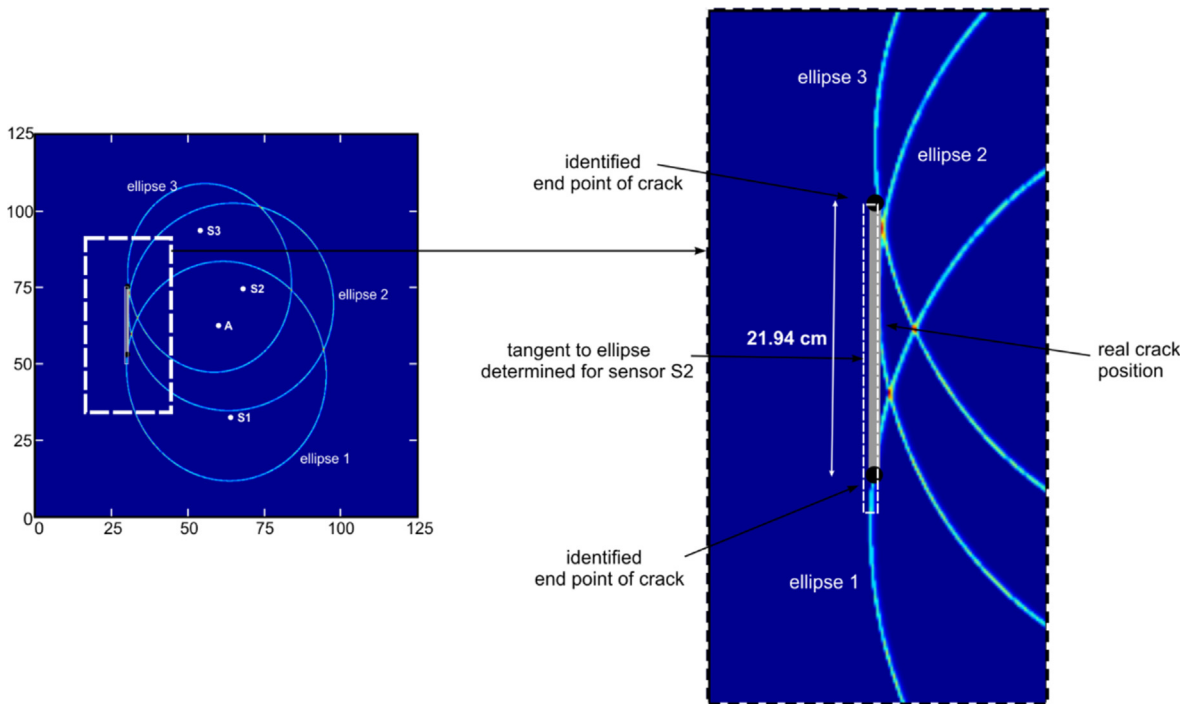 125
100
75
50
25
0
0
25
50
75
100
125
ellipse 3
S3
S2
ellipse 2
A
S1
ellipse 1
identified
end point of crack
tangent to ellipse
determined for sensor S2
identified
end point of crack
ellipse 3
ellipse 2
21.94 cm
real crack
position
ellipse 1